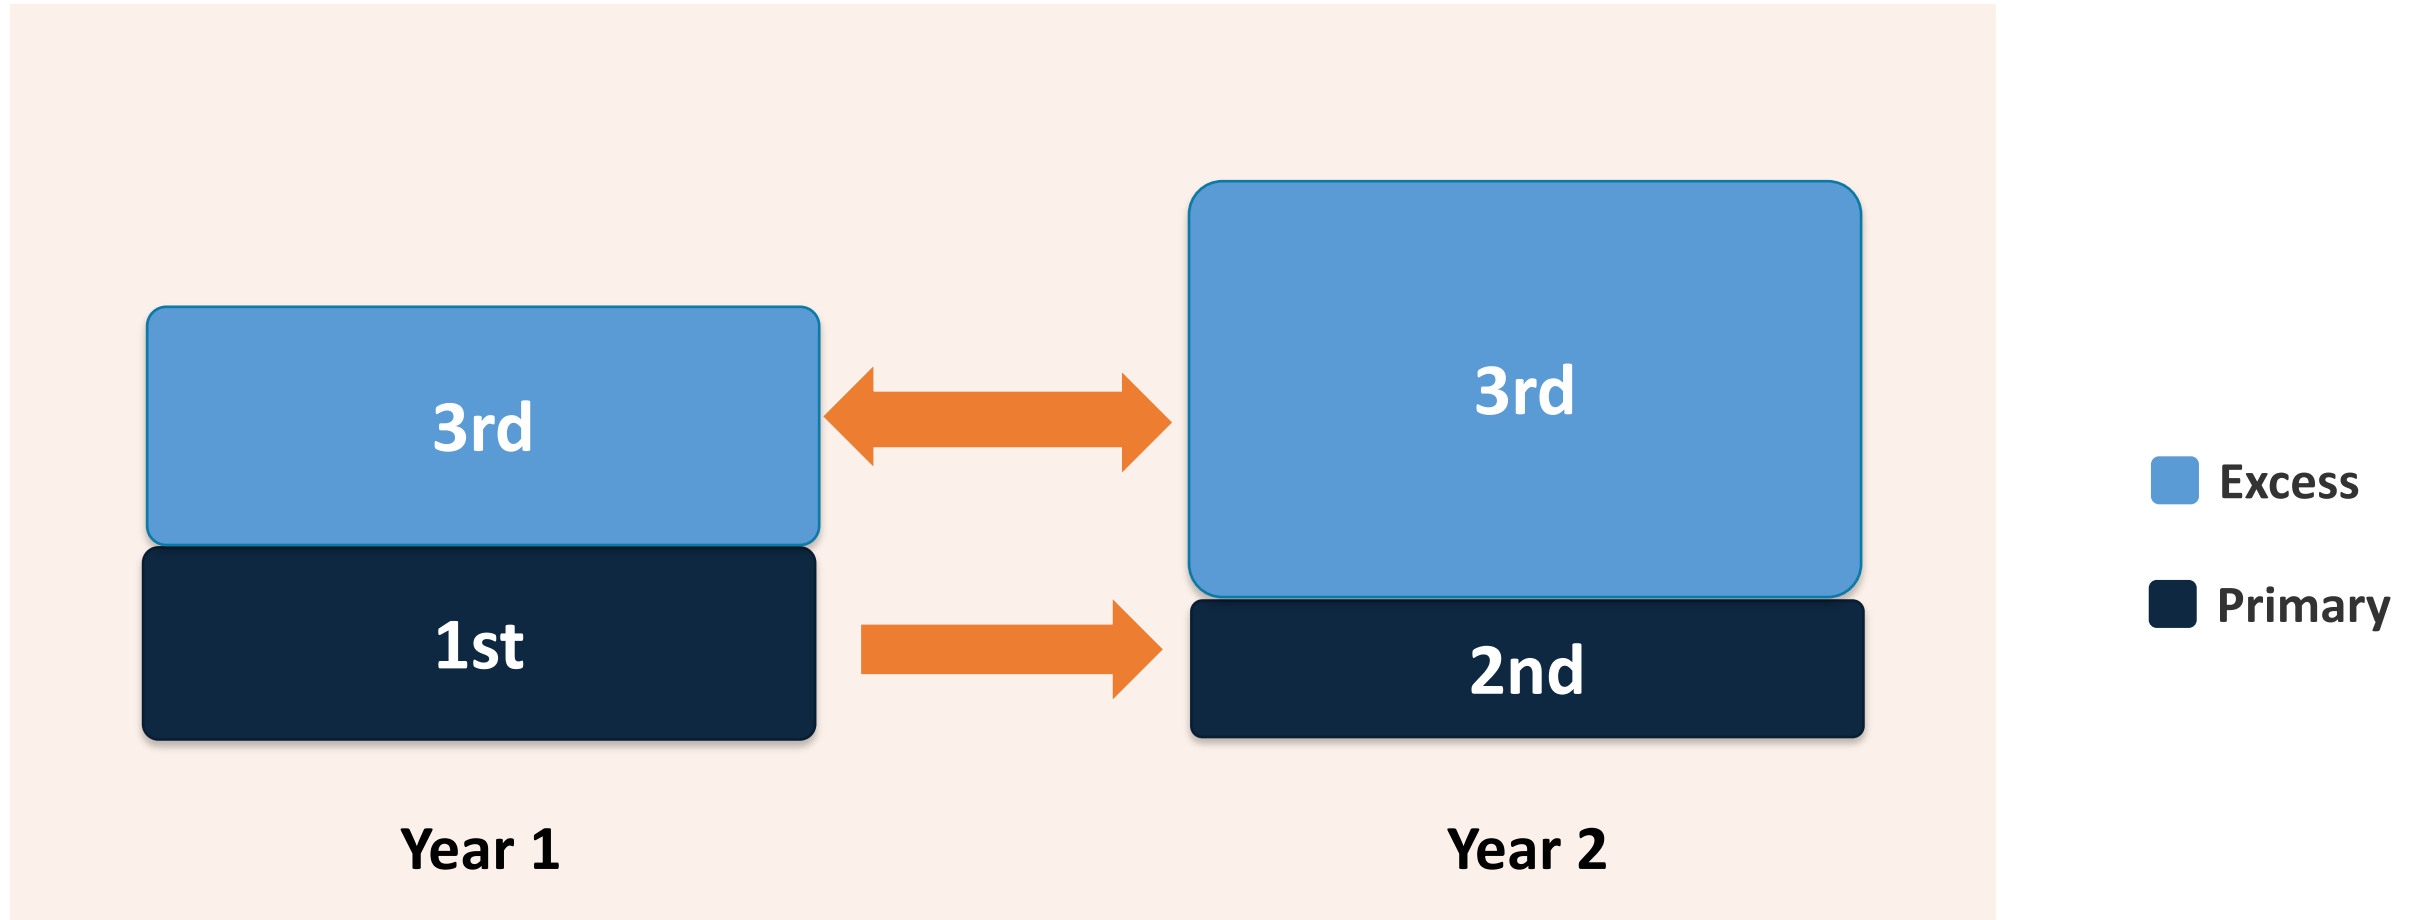 3rd
3rd
1st
2nd
Year 1
Year 2
Excess
Primary